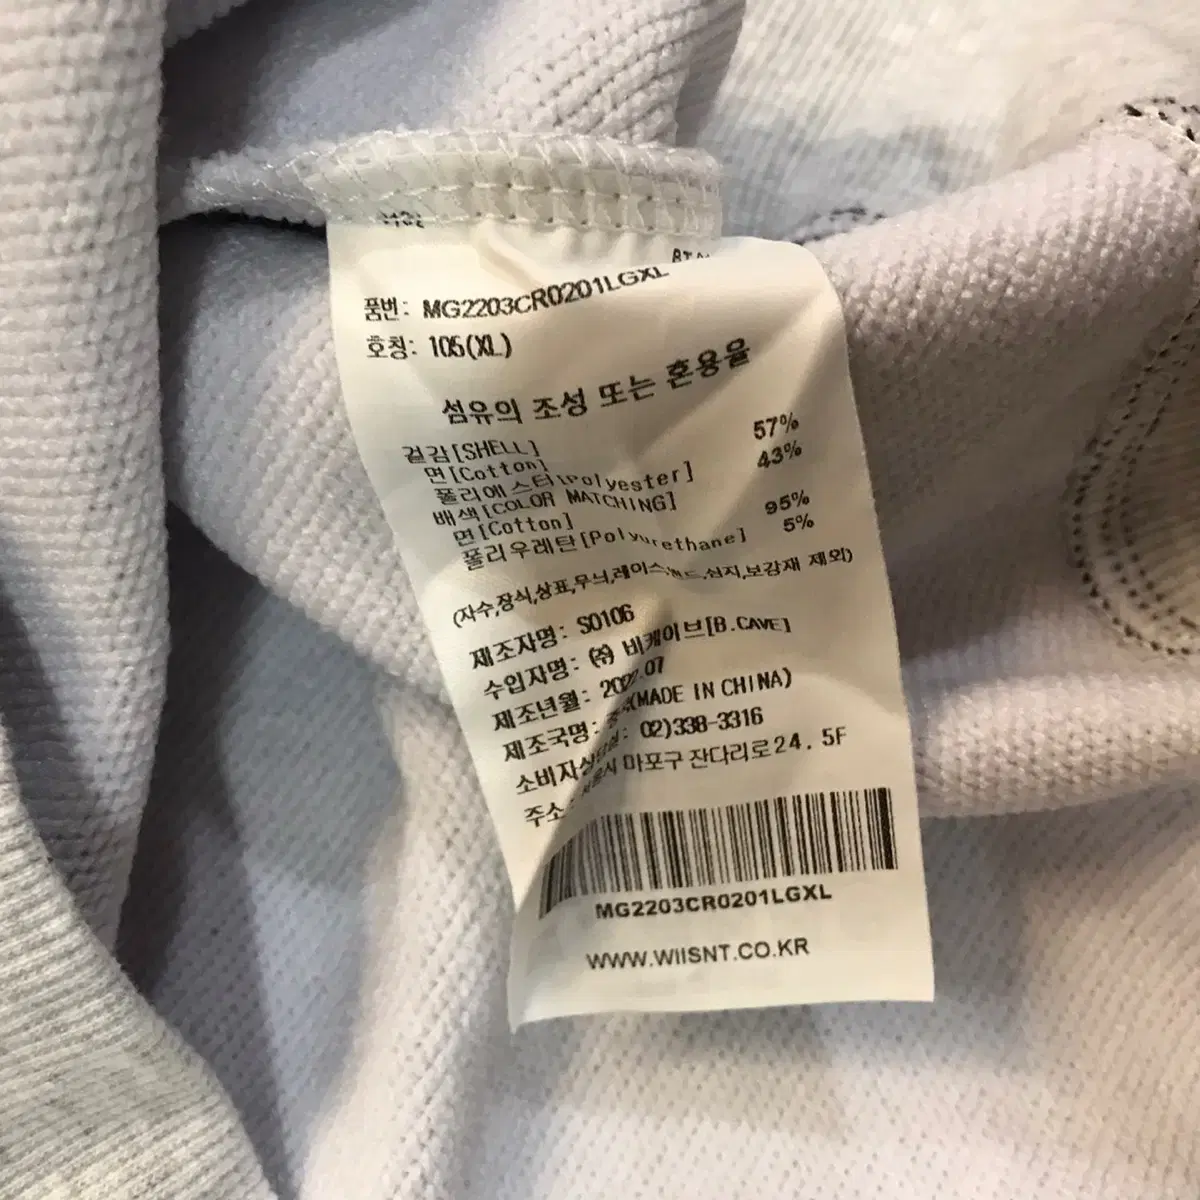 품번: MG2203CR0201LGXL
호칭: 105(XL)
섬유의 조성 또는 혼용율
겉감[SHELL]
면[Cotton] 57%
폴리에스터[Polyester] 43%
배색[COLOR MATCHING]
면[Cotton] 95%
폴리우레탄[Polyurethane] 5%
(자수,장식,상표,무늬,레이스,밴드,심지,보강재 제외)
제조자명: S0106
수입자명: ㈜ 비케이브[B.CAVE]
제조년월: 2022.07
제조국명: (MADE IN CHINA)
소비자상담실: 02)338-3316
주소: 서울시 마포구 잔다리로24. 5F
MG2203CR0201LGXL
WWW.WIISNT.CO.KR